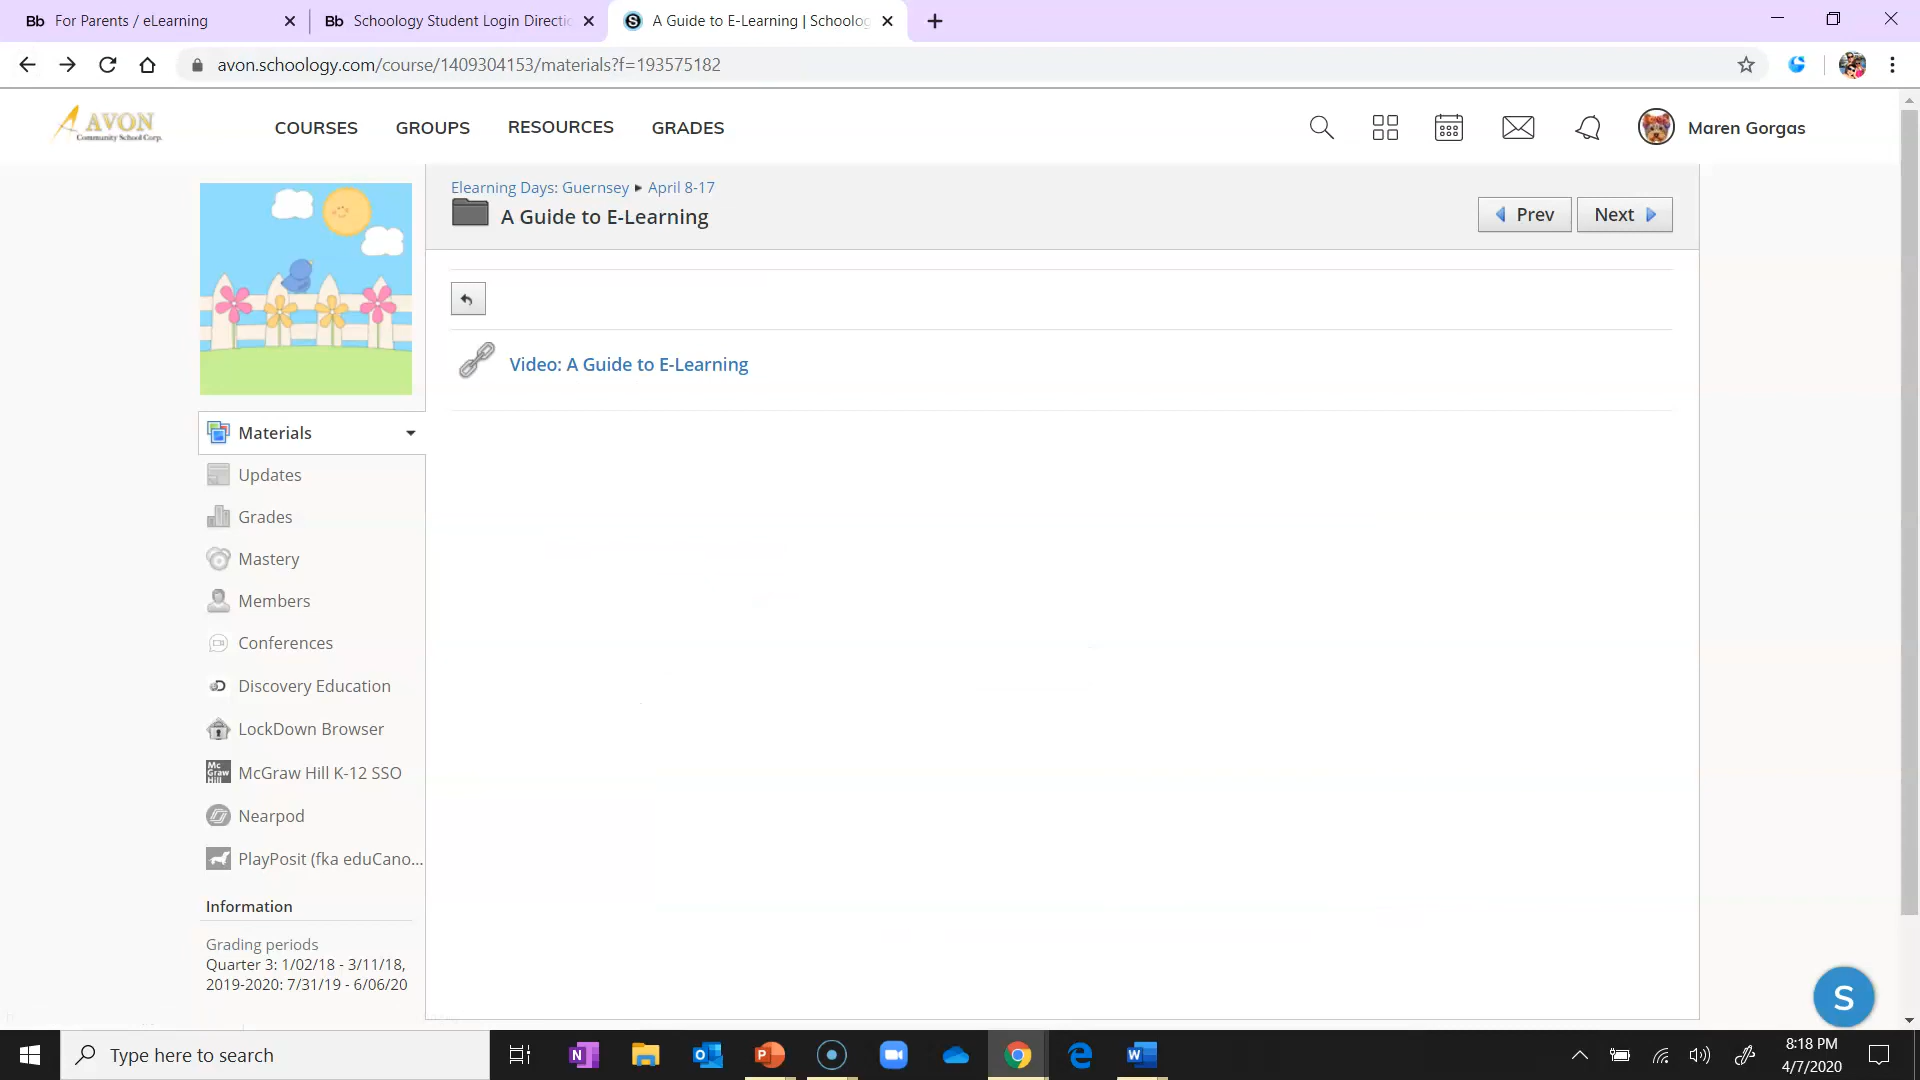 Bb For Parents / eLearning
Bb Schoology Student Login Directi
S A Guide to E-Learning | Schoolog
avon.schoology.com/course/1409304153/materials?f=193575182
AVON
Community School Corp.
COURSES
GROUPS
RESOURCES
GRADES
Maren Gorgas
Elearning Days: Guernsey ▸ April 8-17
A Guide to E-Learning
Prev
Next
Video: A Guide to E-Learning
Materials
Updates
Grades
Mastery
Members
Conferences
Discovery Education
LockDown Browser
Mc Graw Hill McGraw Hill K-12 SSO
Nearpod
PlayPosit (fka eduCano...
Information
Grading periods
Quarter 3: 1/02/18 - 3/11/18,
2019-2020: 7/31/19 - 6/06/20
S
Type here to search
8:18 PM
4/7/2020